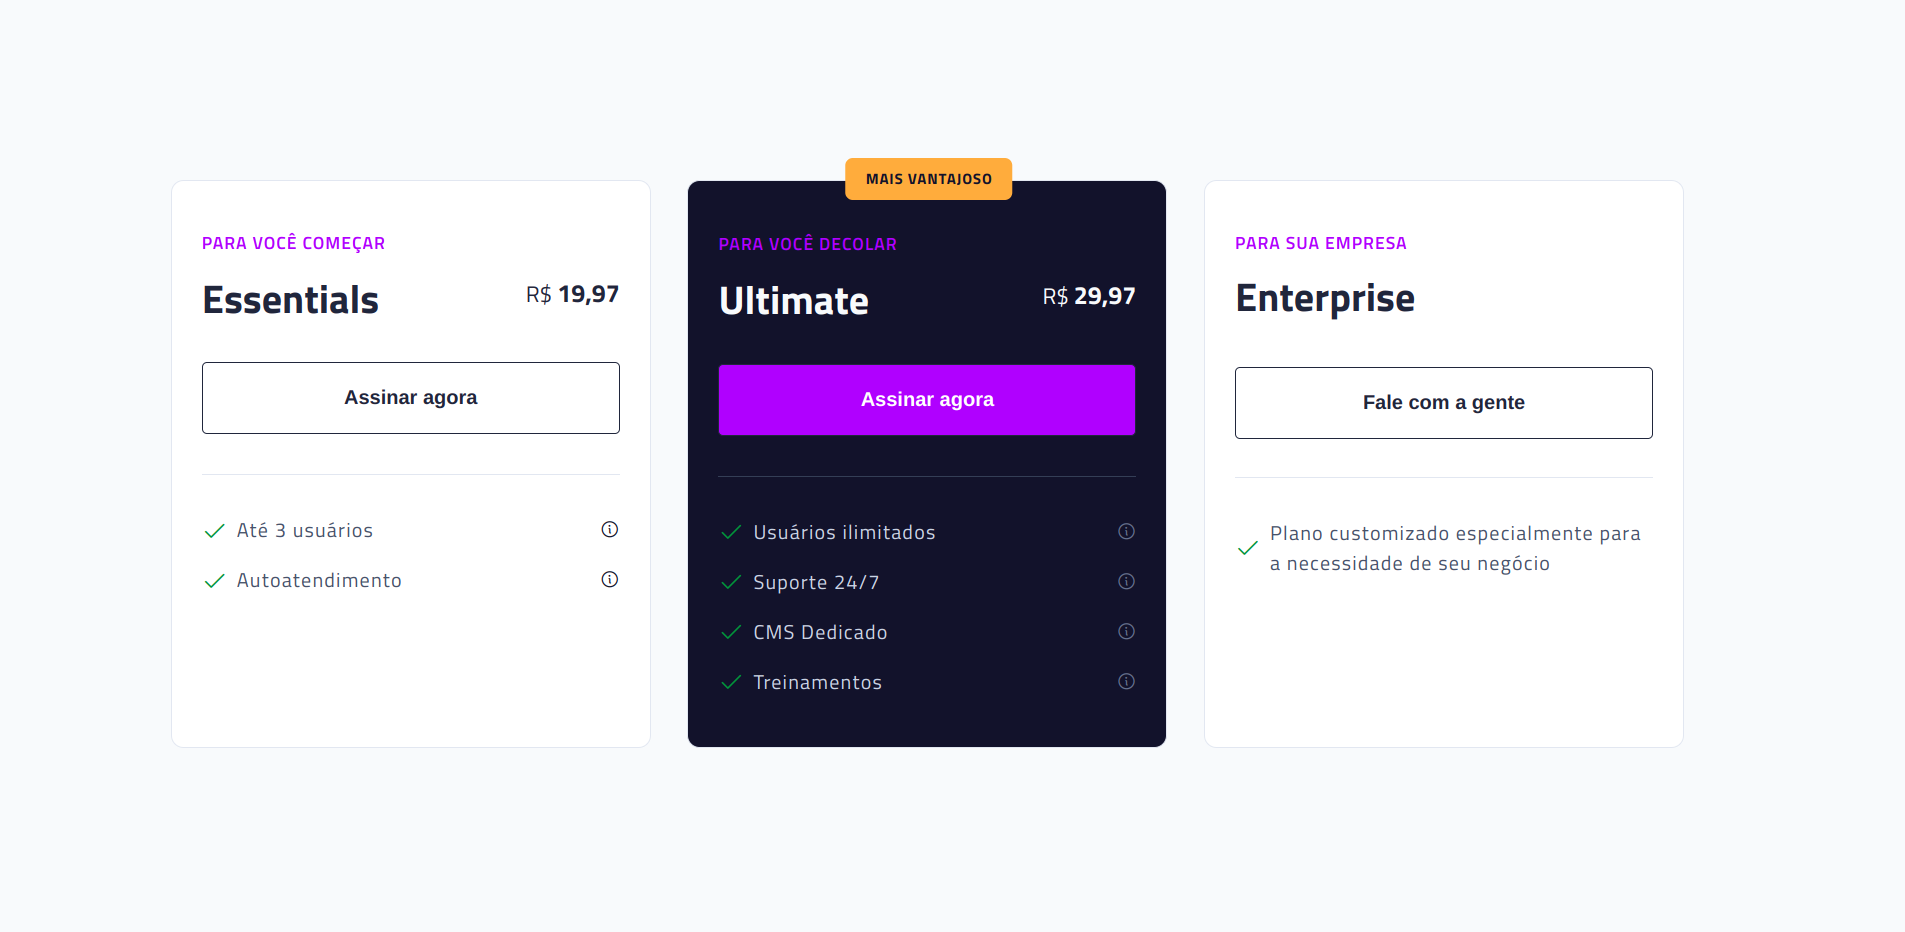 PARA VOCÊ COMEÇAR
Essentials
R$ 19,97
Assinar agora
Até 3 usuários
Autoatendimento
MAIS VANTAJOSO
PARA VOCÊ DECOLAR
Ultimate
R$ 29,97
Assinar agora
Usuários ilimitados
Suporte 24/7
CMS Dedicado
Treinamentos
PARA SUA EMPRESA
Enterprise
Fale com a gente
Plano customizado especialmente para
a necessidade de seu negócio